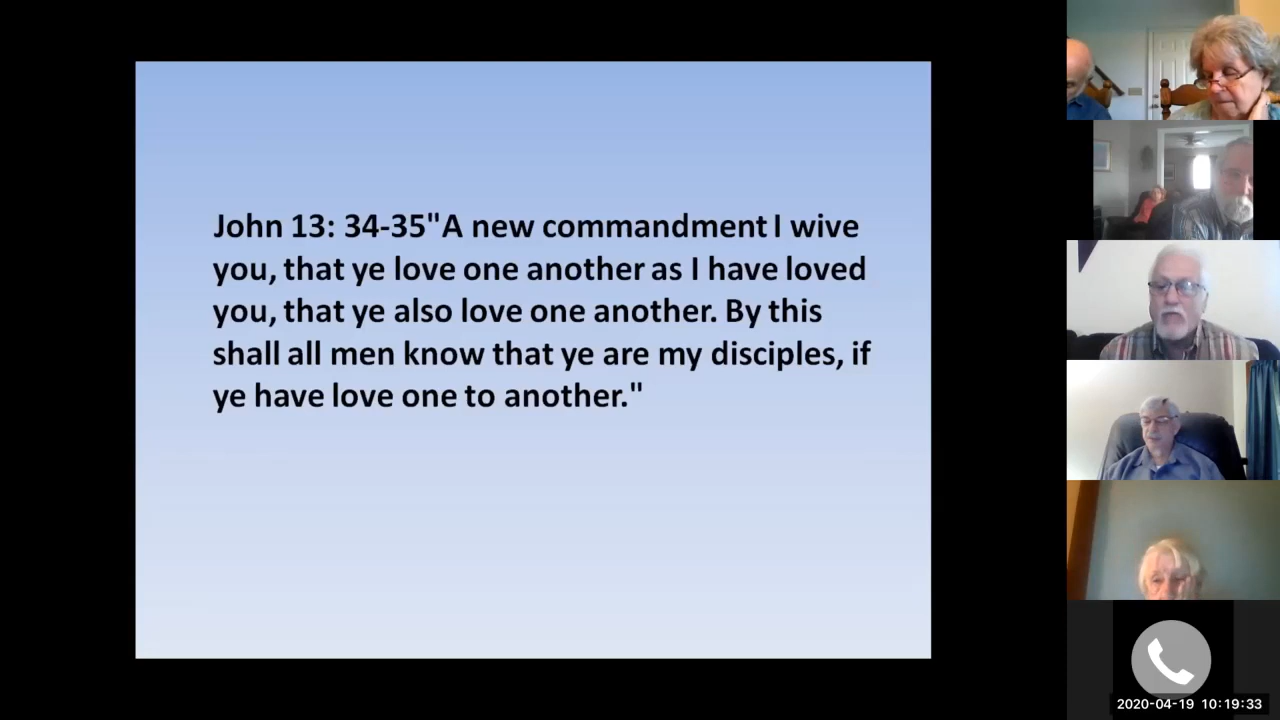 John 13: 34-35"A new commandment I wive
you, that ye love one another as I have loved
you, that ye also love one another. By this
shall all men know that ye are my disciples, if
ye have love one to another."
2020-04-19 10:19:33